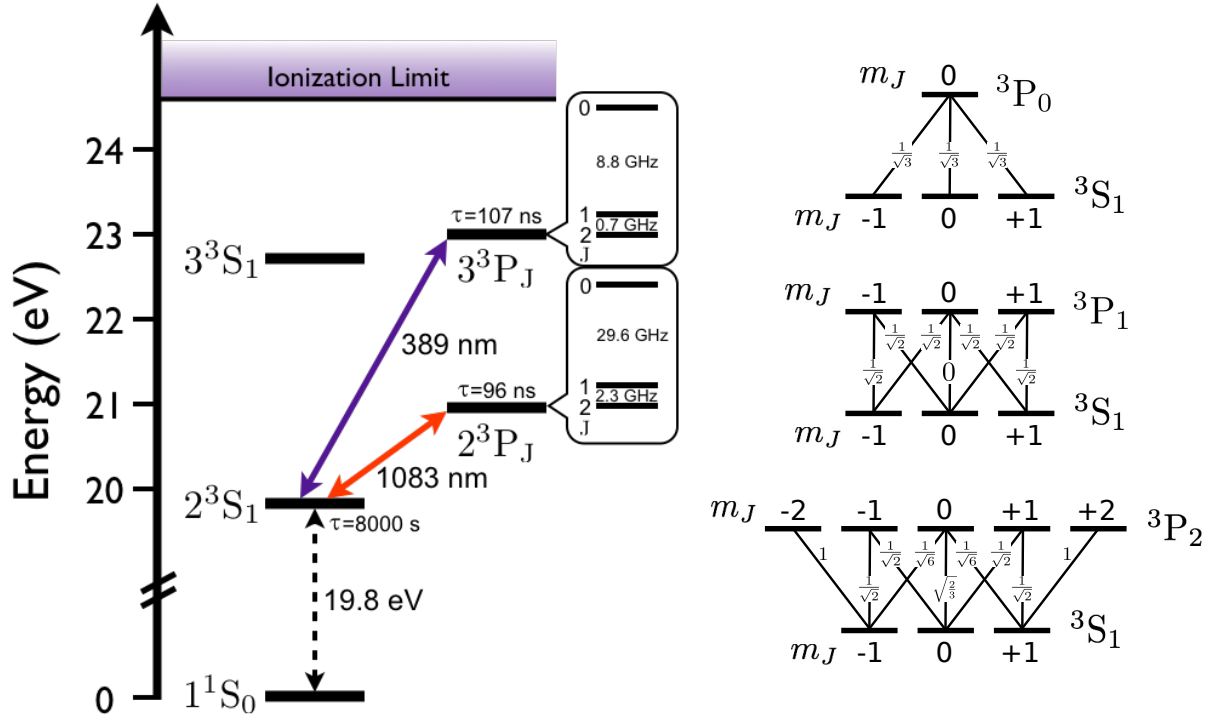 Energy (eV)
24
23
22
21
20
0
Ionization Limit
0
8.8 GHz
1
0.7 GHz
2
J
τ=107 ns
3³P_J
3³S₁
389 nm
0
29.6 GHz
1
2.3 GHz
2
J
τ=96 ns
2³P_J
1083 nm
2³S₁
τ=8000 s
19.8 eV
1¹S₀
m_J 0 ³P₀
1/√3 1/√3 1/√3
³S₁
m_J -1 0 +1
m_J -1 0 +1 ³P₁
1/√2 1/√2 1/√2 1/√2
1/√2 0 1/√2
³S₁
m_J -1 0 +1
m_J -2 -1 0 +1 +2 ³P₂
1 1/√2 1/√6 1/√6 1/√2 1
1/√2 √(2/3) 1/√2
³S₁
m_J -1 0 +1